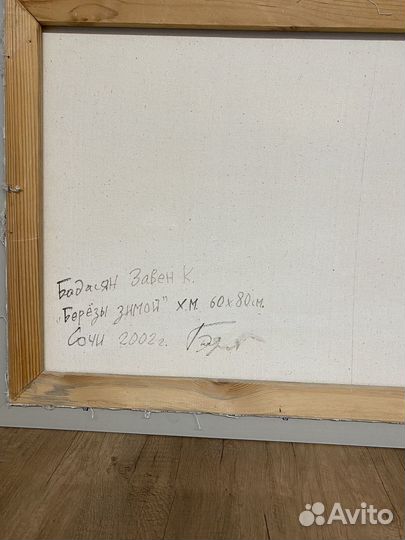 Бадасян Завен К.
„Берёзы зимой" х.м. 60х80см.
Сочи 2002г.
Avito